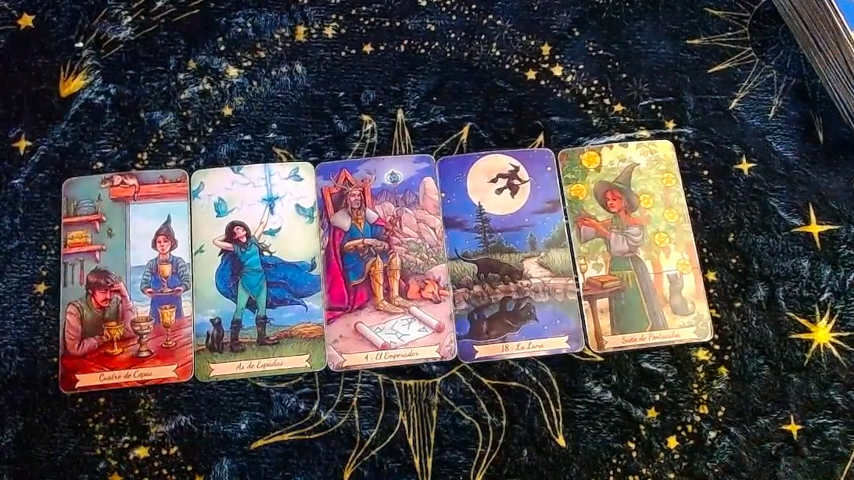 Cuatro de Copas
As de Espadas
4 - El Emperador
18 - La Luna
Siete de Pentáculos